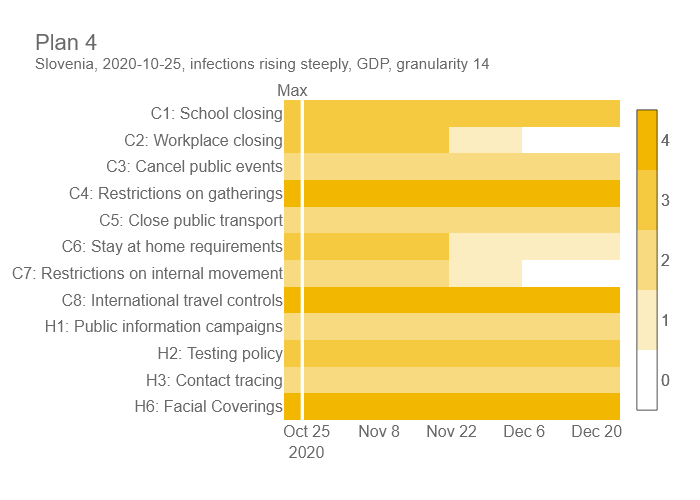 Plan 4
Slovenia, 2020-10-25, infections rising steeply, GDP, granularity 14
Max
C1: School closing
C2: Workplace closing
C3: Cancel public events
C4: Restrictions on gatherings
C5: Close public transport
C6: Stay at home requirements
C7: Restrictions on internal movement
C8: International travel controls
H1: Public information campaigns
H2: Testing policy
H3: Contact tracing
H6: Facial Coverings
Oct 25 Nov 8 Nov 22 Dec 6 Dec 20
2020
4
3
2
1
0